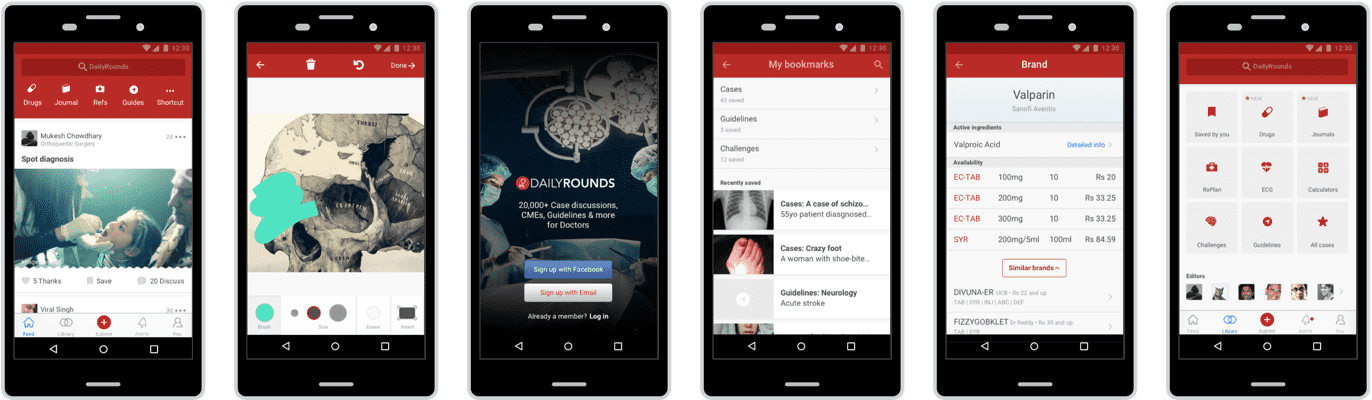 12:30
DailyRounds
Drugs Journal Refs Guides Shortcut
Mukesh Chowdhary 2d
Orthopaedic Surgery
Spot diagnosis
5 Thanks Save 20 Discuss
Viral Singh 3d
Feed Library Submit Alerts You
12:30
Done
Brush Size Eraser Insert
12:30
DAILYROUNDS
20,000+ Case discussions,
CMEs, Guidelines & more
for Doctors
Sign up with Facebook
Sign up with Email
Already a member? Log in
12:30
My bookmarks
Cases
43 saved
Guidelines
3 saved
Challenges
12 saved
Recently saved
Cases: A case of schizo...
55yo patient diasgnosed...
Cases: Crazy foot
A woman with shoe-bite...
Guidelines: Neurology
Acute stroke
12:30
Brand
Valparin
Sanofi Aventis
Active ingredients
Valproic Acid Detailed info
Availability
EC-TAB 100mg 10 Rs 20
EC-TAB 200mg 10 Rs 33.25
EC-TAB 300mg 10 Rs 33.25
SYR 200mg/5ml 100ml Rs 84.59
Similar brands
DIVUNA-ER UCB • Rs 22 and up
TAB | SYR | INJ | ABC | DEF
FIZZYGOBKLET Dr Reddy • Rs 30 and up
TAB | SYR | INJ
12:30
DailyRounds
NEW NEW
Saved by you Drugs Journals
RxPlan ECG Calculators
Challenges Guidelines All cases
Editors
Feed Library Submit Alerts You